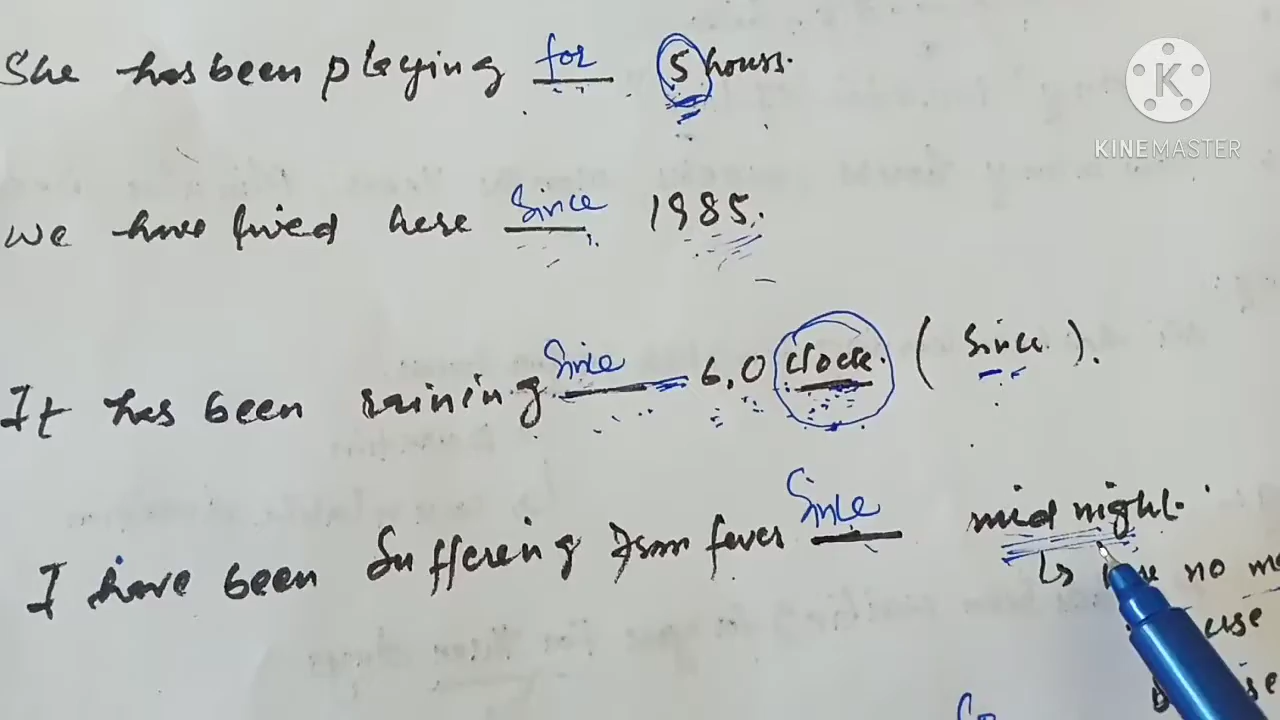 She has been playing for 5 hours.
KINEMASTER
We have lived here Since 1985.
It has been raining Since 6.0 clock. (Since).
I have been Suffering from fever Since mid night.
no
use